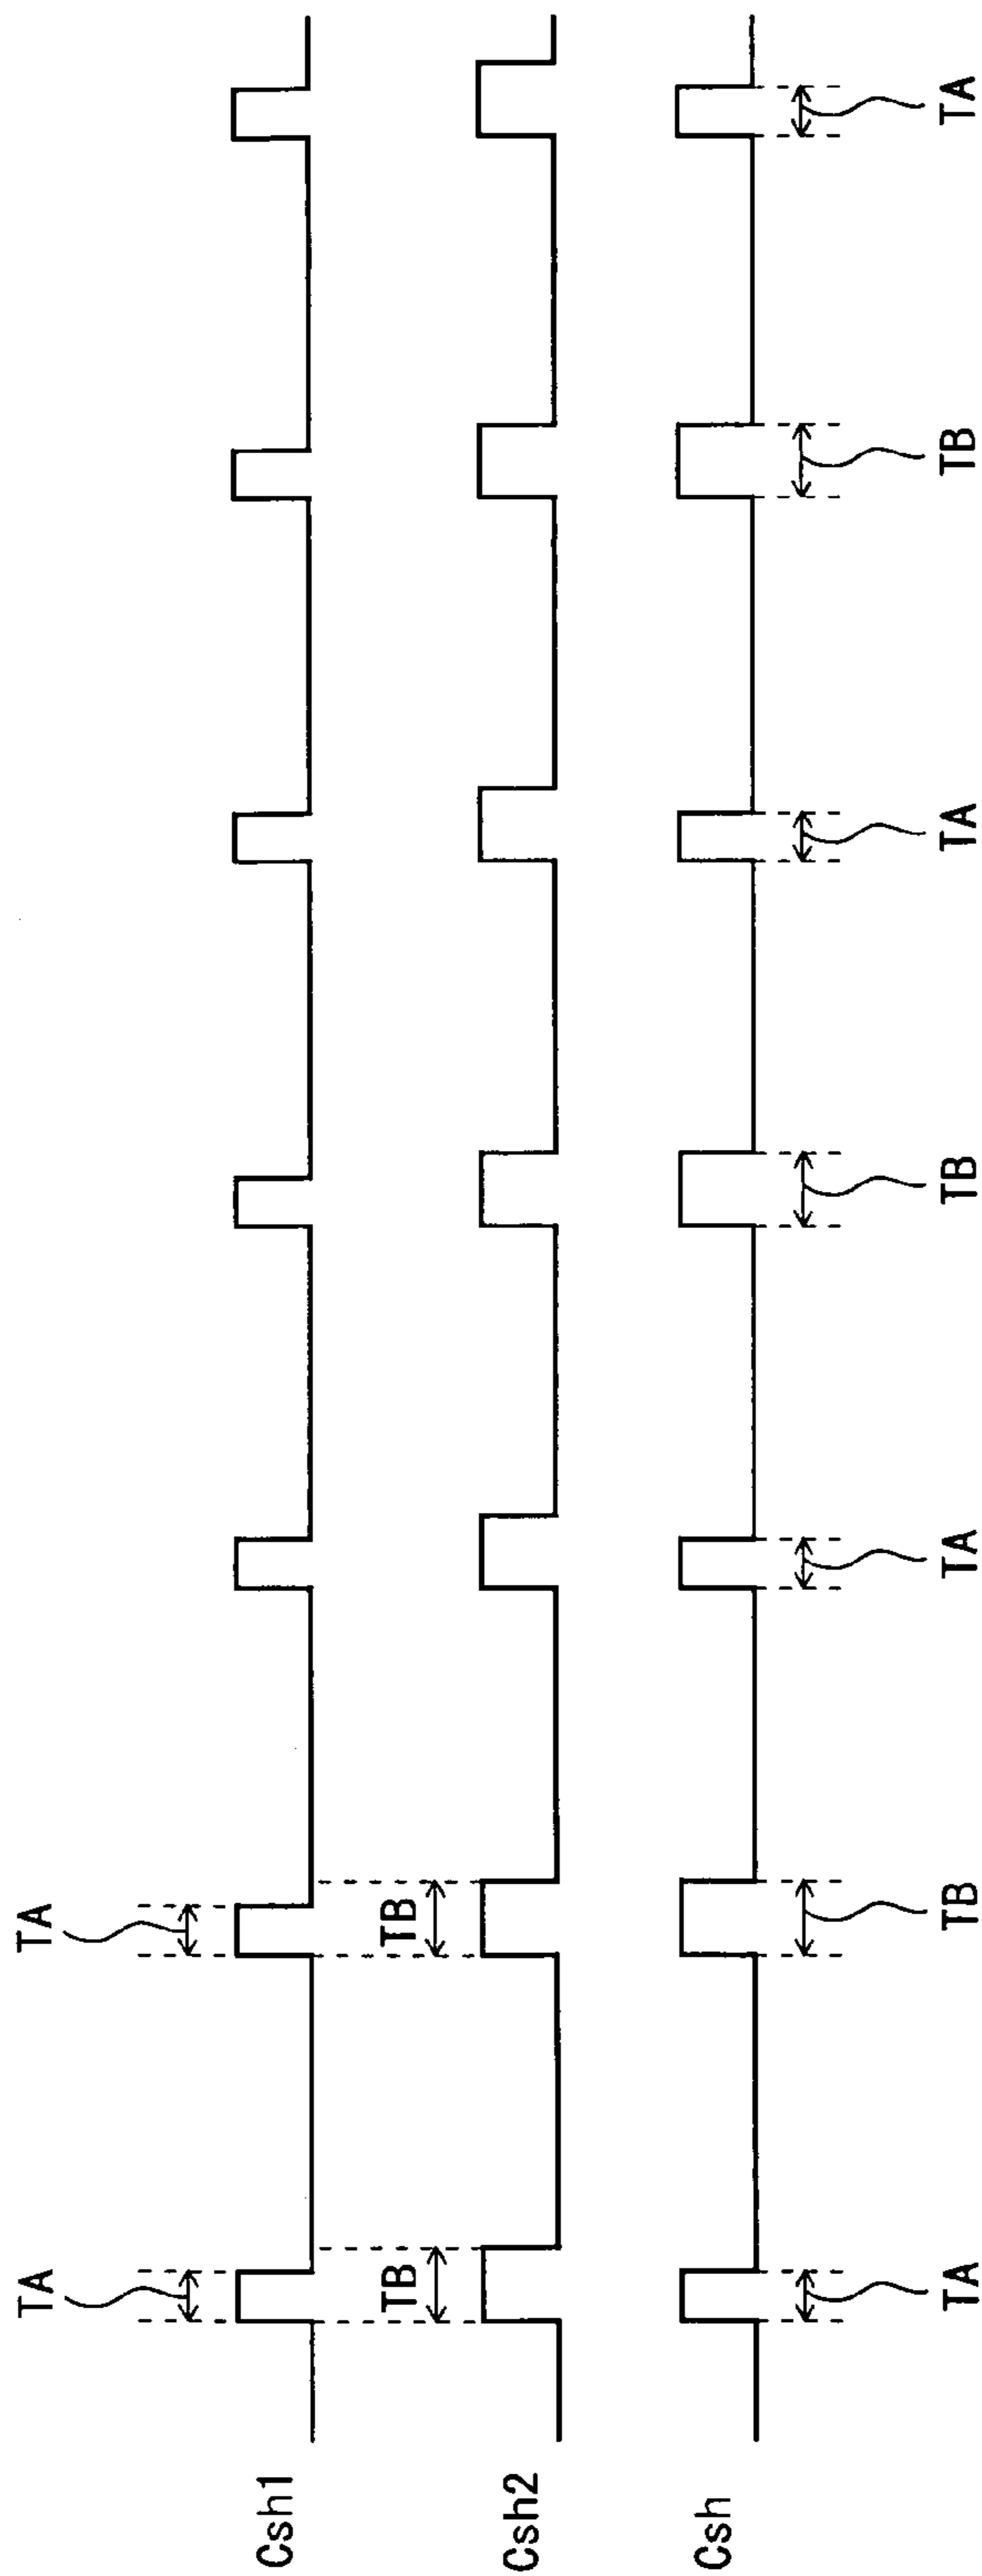 TA TA
Csh1
TB TB
Csh2
Csh
TA TB TA TB TA TB TA